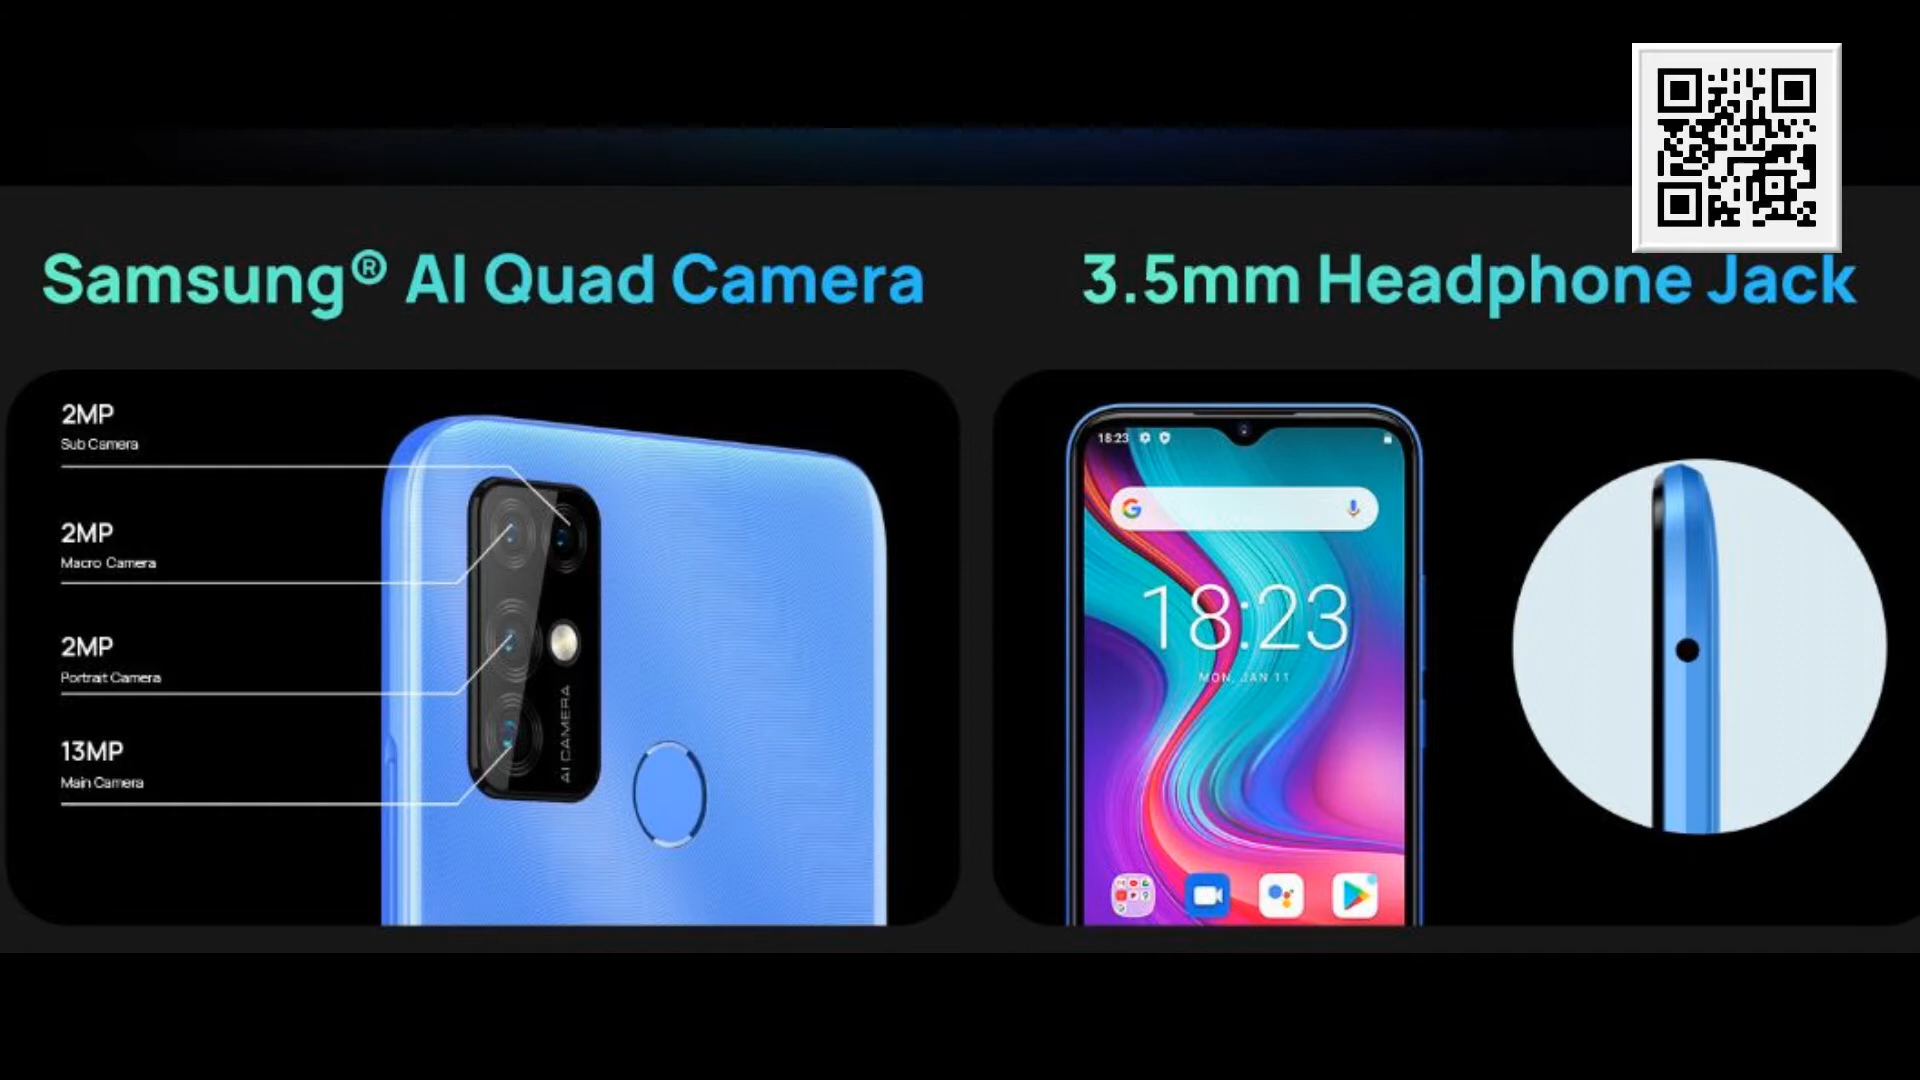 Samsung® AI Quad Camera
2MP
Sub Camera
2MP
Macro Camera
2MP
Portrait Camera
13MP
Main Camera
AI CAMERA
3.5mm Headphone Jack
18:23
G
18:23
MON, JAN 11